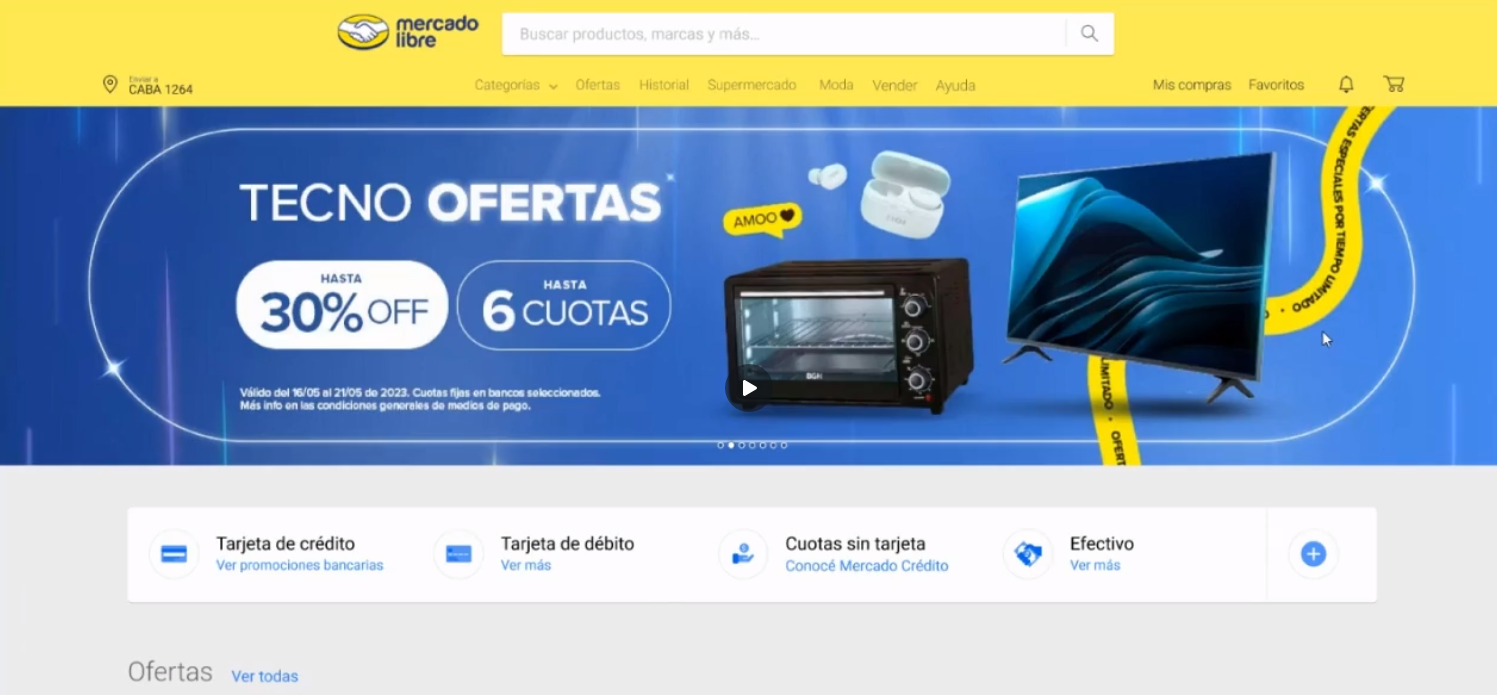 mercado
libre
Buscar productos, marcas y más...
Enviar a
CABA 1264
Categorías
Ofertas
Historial
Supermercado
Moda
Vender
Ayuda
Mis compras
Favoritos
TECNO OFERTAS
HASTA
30% OFF
HASTA
6 CUOTAS
Válido del 16/05 al 21/05 de 2023. Cuotas fijas en bancos seleccionados.
Más info en las condiciones generales de medios de pago.
AMOO
BGH
ERTAS ESPECIALES POR TIEMPO LIMITADO ·
IMITADO · OFERT
Tarjeta de crédito
Ver promociones bancarias
Tarjeta de débito
Ver más
Cuotas sin tarjeta
Conocé Mercado Crédito
Efectivo
Ver más
Ofertas
Ver todas